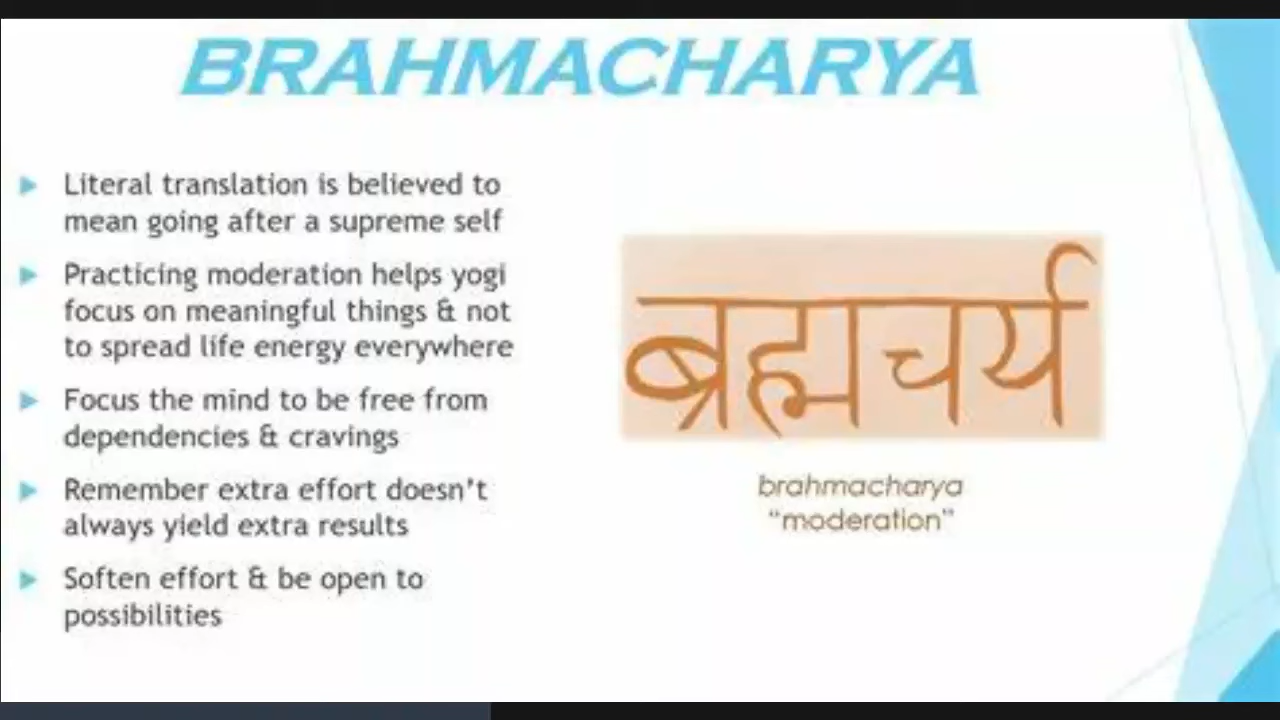 BRAHMACHARYA
Literal translation is believed to
mean going after a supreme self
Practicing moderation helps yogi
focus on meaningful things & not
to spread life energy everywhere
Focus the mind to be free from
dependencies & cravings
Remember extra effort doesn't
always yield extra results
Soften effort & be open to
possibilities
ब्रह्मचर्य
brahmacharya
“moderation”